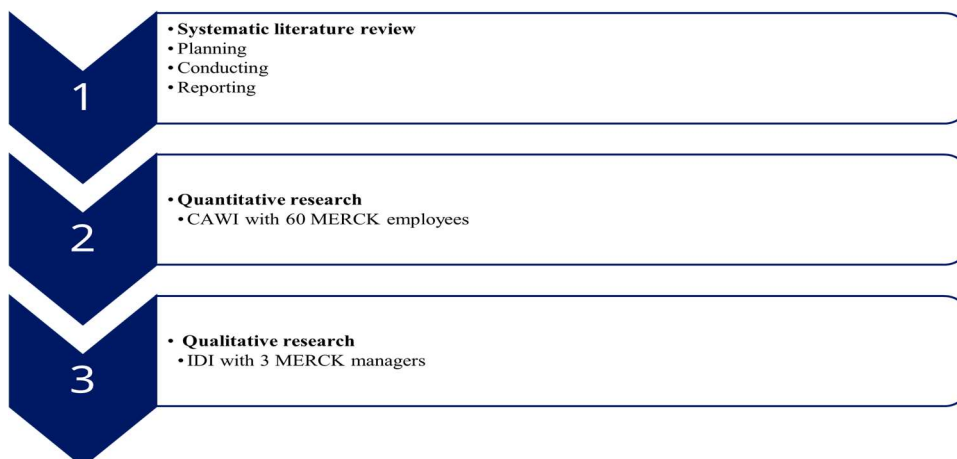 1
• Systematic literature review
• Planning
• Conducting
• Reporting
2
• Quantitative research
• CAWI with 60 MERCK employees
3
• Qualitative research
• IDI with 3 MERCK managers